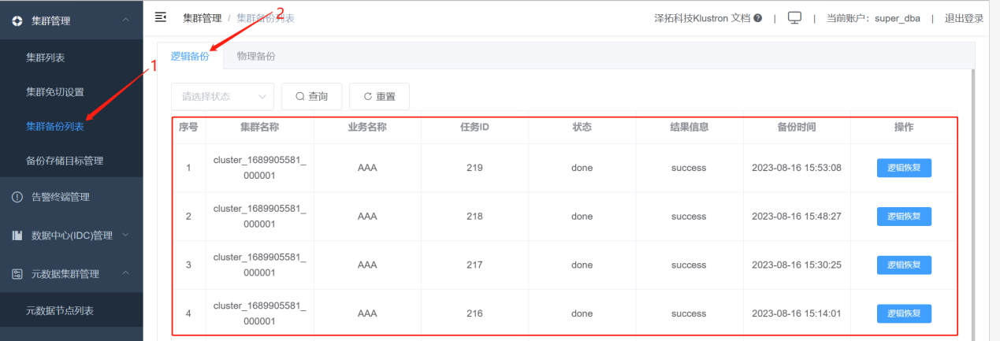 集群管理
集群列表
集群免切设置
集群备份列表
备份存储目标管理
告警终端管理
数据中心(IDC)管理
元数据集群管理
元数据节点列表
1
集群管理 / 集群备份列表
2
泽拓科技Klustron 文档 ? | | 当前账户：super_dba | 退出登录
逻辑备份 物理备份
请选择状态 查询 重置
序号 集群名称 业务名称 任务ID 状态 结果信息 备份时间 操作
1 cluster_1689905581_ AAA 219 done success 2023-08-16 15:53:08 逻辑恢复
000001
2 cluster_1689905581_ AAA 218 done success 2023-08-16 15:48:27 逻辑恢复
000001
3 cluster_1689905581_ AAA 217 done success 2023-08-16 15:30:25 逻辑恢复
000001
4 cluster_1689905581_ AAA 216 done success 2023-08-16 15:14:01 逻辑恢复
000001